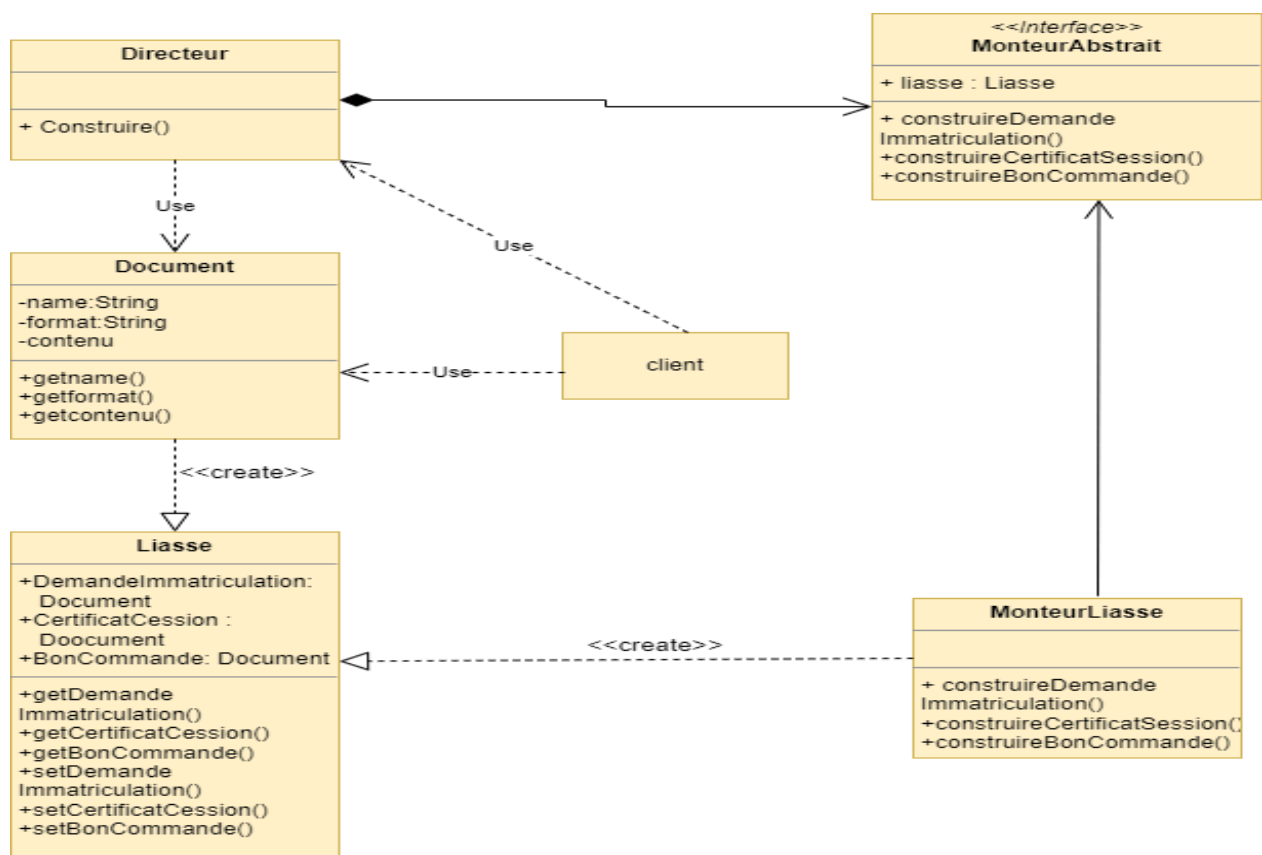 Directeur
+ Construire()
<<Interface>>
MonteurAbstrait
+ liasse : Liasse
+ construireDemande
Immatriculation()
+construireCertificatSession()
+construireBonCommande()
Use
Use
Document
-name:String
-format:String
-contenu
+getname()
+getformat()
+getcontenu()
Use
client
<<create>>
Liasse
+DemandeImmatriculation:
Document
+CertificatCession :
Doocument
+BonCommande: Document
+getDemande
Immatriculation()
+getCertificatCession()
+getBonCommande()
+setDemande
Immatriculation()
+setCertificatCession()
+setBonCommande()
<<create>>
MonteurLiasse
+ construireDemande
Immatriculation()
+construireCertificatSession()
+construireBonCommande()